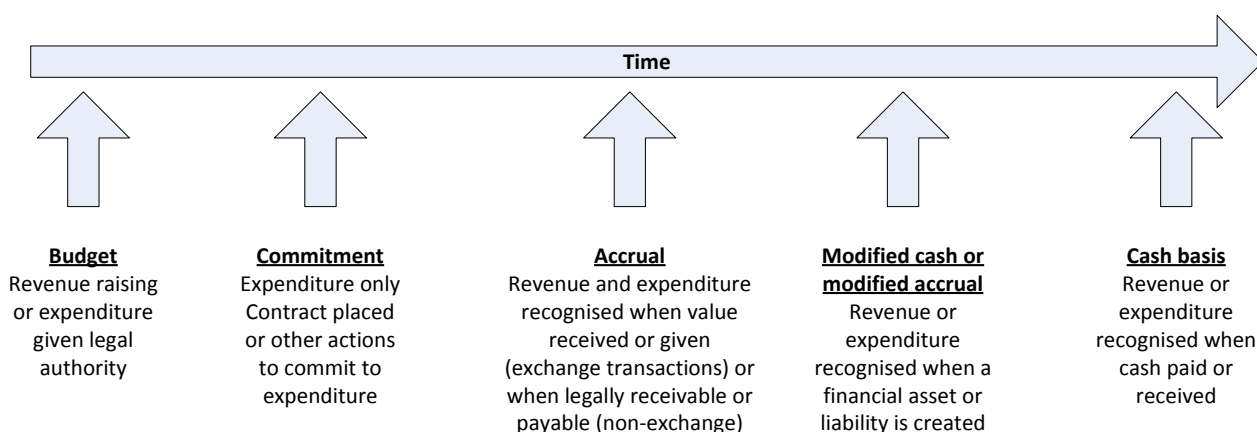 Time
Budget
Revenue raising
or expenditure
given legal
authority
Commitment
Expenditure only
Contract placed
or other actions
to commit to
expenditure
Accrual
Revenue and expenditure
recognised when value
received or given
(exchange transactions) or
when legally receivable or
payable (non-exchange)
Modified cash or
modified accrual
Revenue or
expenditure
recognised when a
financial asset or
liability is created
Cash basis
Revenue or
expenditure
recognised when
cash paid or
received